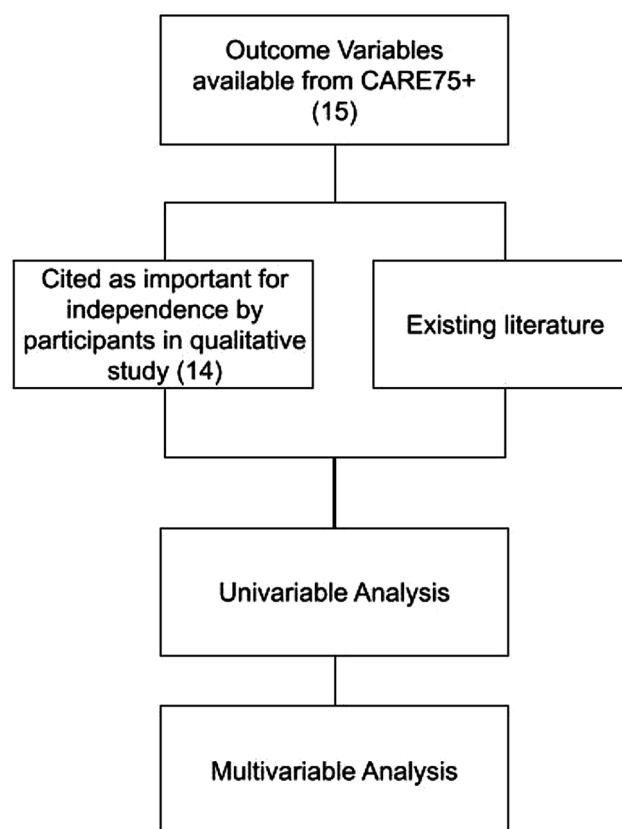 Outcome Variables
available from CARE75+
(15)
Cited as important for
independence by
participants in qualitative
study (14)
Existing literature
Univariable Analysis
Multivariable Analysis